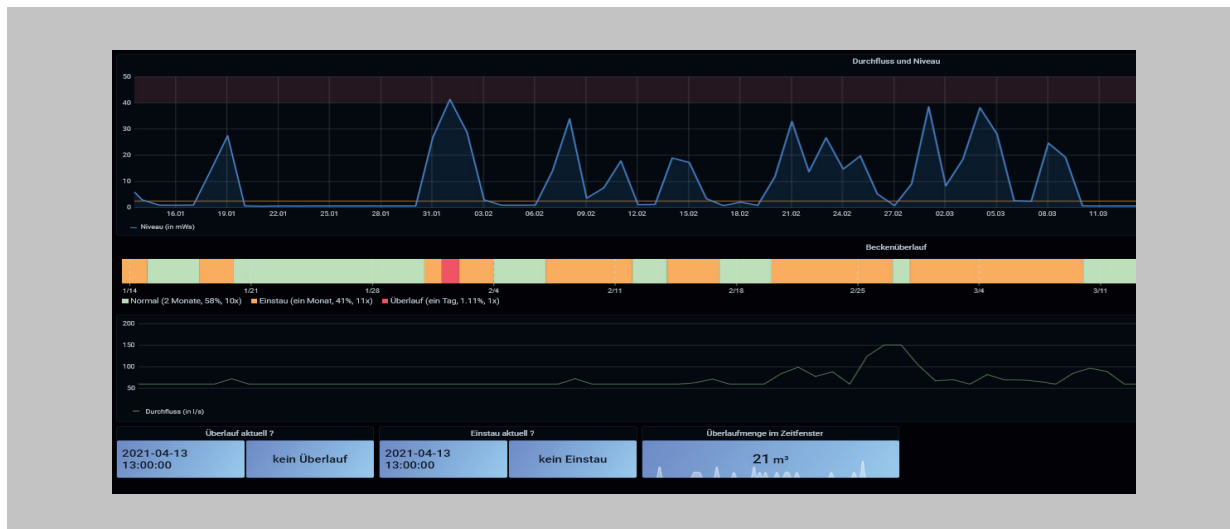 Durchfluss und Niveau
50
40
30
20
10
0
16.01 19.01 22.01 25.01 28.01 31.01 03.02 06.02 09.02 12.02 15.02 18.02 21.02 24.02 27.02 02.03 05.03 08.03 11.03
Niveau (in mWs)
Beckenüberlauf
1/14 1/21 1/28 2/4 2/11 2/18 2/25 3/4 3/11
Normal (2 Monate, 58%, 10x) Einstau (ein Monat, 41%, 11x) Überlauf (ein Tag, 1.11%, 1x)
200
150
100
50
Durchfluss (in l/s)
Überlauf aktuell ? Einstau aktuell ? Überlaufmenge im Zeitfenster
2021-04-13
13:00:00
kein Überlauf
2021-04-13
13:00:00
kein Einstau
21 m³